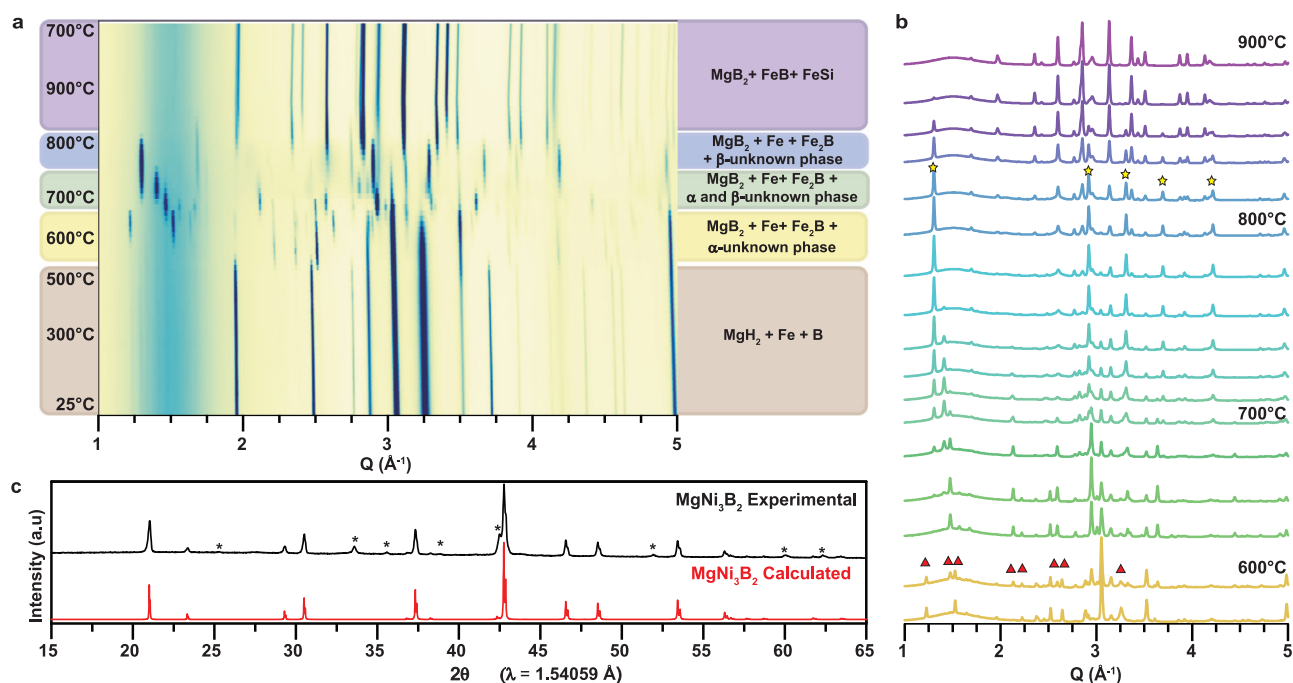 a
700°C
900°C
800°C
700°C
600°C
500°C
300°C
25°C
MgB₂+ FeB+ FeSi
MgB₂ + Fe + Fe₂B
+ β-unknown phase
MgB₂ + Fe+ Fe₂B +
α and β-unknown phase
MgB₂ + Fe+ Fe₂B +
α-unknown phase
MgH₂ + Fe + B
1 2 3 4 5
Q (Å⁻¹)
b
900°C
800°C
700°C
600°C
1 2 3 4 5
Q (Å⁻¹)
c
Intensity (a.u)
MgNi₃B₂ Experimental
* * * * * * * *
MgNi₃B₂ Calculated
15 20 25 30 35 40 45 50 55 60 65
2θ (λ = 1.54059 Å)